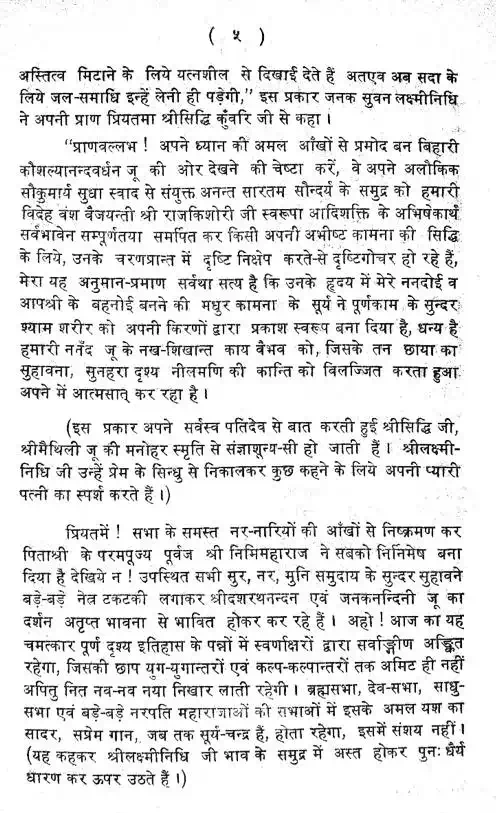 ( ५ )
अस्तित्व मिटाने के लिये यत्नशील से दिखाई देते हैं अतएव अब सदा के
लिये जल-समाधि इन्हें लेनी ही पड़ेगी,” इस प्रकार जनक सुवन लक्ष्मीनिधि
ने अपनी प्राण प्रियतमा श्रीसिद्धि कुँवरि जी से कहा ।
“प्राणवल्लभ ! अपने ध्यान की अमल आँखों से प्रमोद बन बिहारी
कौशल्यानन्दवर्धन जू की ओर देखने की चेष्टा करें, वे अपने अलौकिक
सौकुमार्य सुधा स्वाद से संयुक्त अनन्त सारतम सौन्दर्य के समुद्र को हमारी
विदेह वंश बैजयन्ती श्री राजकिशोरी जी स्वरूपा आदिशक्ति के अभिषेकार्थ
सर्वभावेन सम्पूर्णतया समर्पित कर किसी अपनी अभीष्ट कामना की सिद्धि
के लिये, उनके चरणप्रान्त में दृष्टि निक्षेप करते-से दृष्टिगोचर हो रहे हैं,
मेरा यह अनुमान-प्रमाण सर्वथा सत्य है कि उनके हृदय में मेरे ननदोई व
आपश्री के बहनोई बनने की मधुर कामना के सूर्य ने पूर्णकाम के सुन्दर
श्याम शरीर को अपनी किरणों द्वारा प्रकाश स्वरूप बना दिया है, धन्य है
हमारी ननँद जू के नख-शिखान्त काय वैभव को, जिसके तन छाया का
सुहावना, सुनहरा दृश्य नीलमणि की कान्ति को विलज्जित करता हुआ
अपने में आत्मसात् कर रहा है ।
(इस प्रकार अपने सर्वस्व पतिदेव से बात करती हुई श्रीसिद्धि जी,
श्रीमैथिली जू की मनोहर स्मृति से संज्ञाशून्य-सी हो जाती हैं । श्रीलक्ष्मी-
निधि जी उन्हें प्रेम के सिन्धु से निकालकर कुछ कहने के लिये अपनी प्यारी
पत्नी का स्पर्श करते हैं ।)
प्रियतमें ! सभा के समस्त नर-नारियों की आँखों से निष्क्रमण कर
पिताश्री के परमपूज्य पूर्वज श्री निमिमहाराज ने सबको निर्निमेष बना
दिया है देखिये न ! उपस्थित सभी सुर, नर, मुनि समुदाय के सुन्दर सुहावने
बड़े-बड़े नेत्र टकटकी लगाकर श्रीदशरथनन्दन एवं जनकनन्दिनी जू का
दर्शन अतृप्त भावना से भावित होकर कर रहे हैं । अहो ! आज का यह
चमत्कार पूर्ण दृश्य इतिहास के पन्नों में स्वर्णाक्षरों द्वारा सर्वाङ्गीण अङ्कित
रहेगा, जिसकी छाप युग-युगान्तरों एवं कल्प-कल्पान्तरों तक अमिट ही नहीं
अपितु नित नव-नव नया निखार लाती रहेगी । ब्रह्मसभा, देव-सभा, साधु-
सभा एवं बड़े-बड़े नरपति महाराजाओं की सभाओं में इसके अमल यश का
सादर, सप्रेम गान, जब तक सूर्य-चन्द्र हैं, होता रहेगा, इसमें संशय नहीं ।
(यह कहकर श्रीलक्ष्मीनिधि जी भाव के समुद्र में अस्त होकर पुनः धैर्य
धारण कर ऊपर उठते हैं ।)